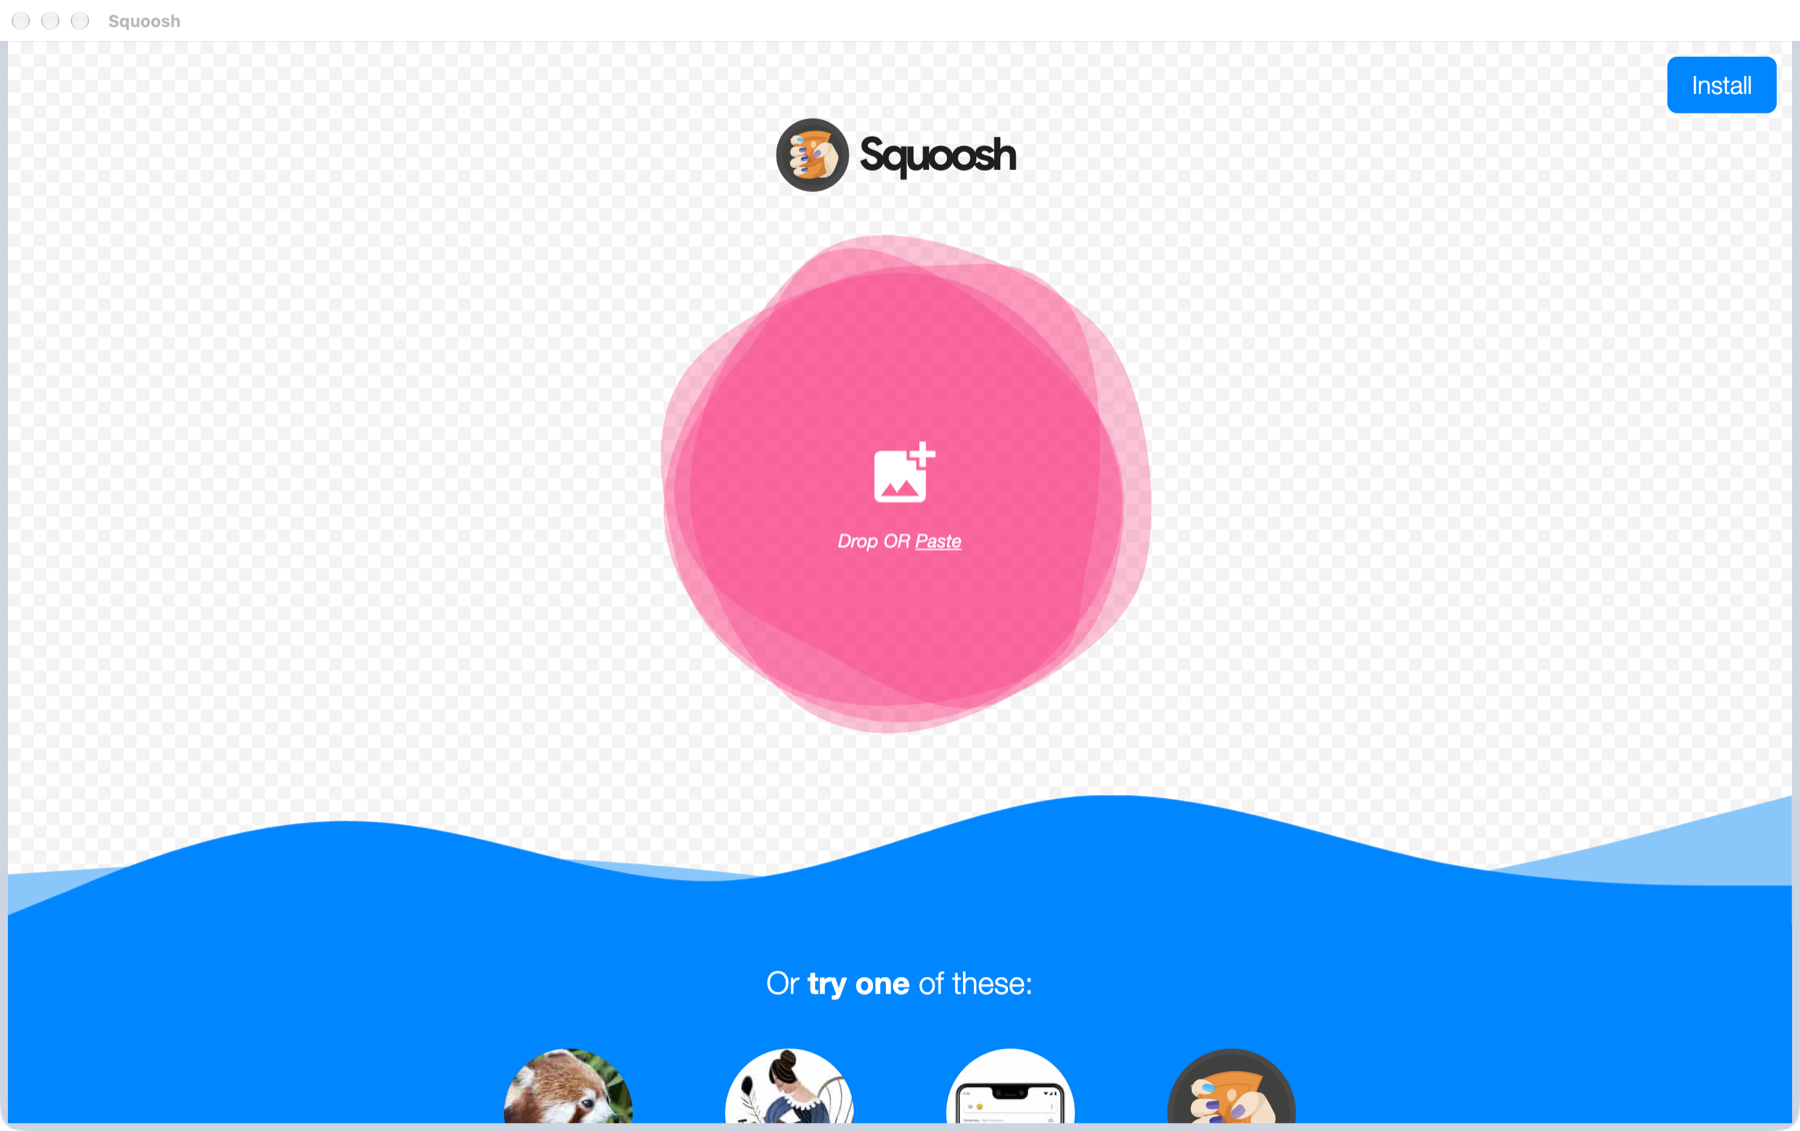 Squoosh
Install
Squoosh
Drop OR Paste
Or try one of these: